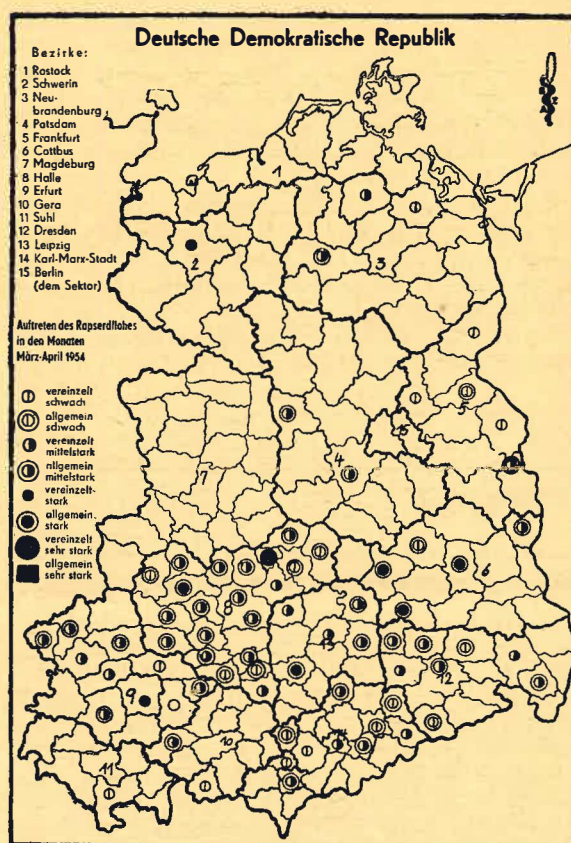 Deutsche Demokratische Republik
Bezirke:
1 Rostock
2 Schwerin
3 Neu-
brandenburg
4 Potsdam
5 Frankfurt
6 Cottbus
7 Magdeburg
8 Halle
9 Erfurt
10 Gera
11 Suhl
12 Dresden
13 Leipzig
14 Karl-Marx-Stadt
15 Berlin
(dem Sektor)
Auftreten des Rapserdflohes
in den Monaten
März-April 1954
vereinzelt
schwach
allgemein
schwach
vereinzelt
mittelstark
allgemein
mittelstark
vereinzelt-
stark
allgemein.
stark
vereinzelt
sehr stark
allgemein
sehr stark
1
2
3
5
15
4
7
6
8
13
12
9
14
10
11